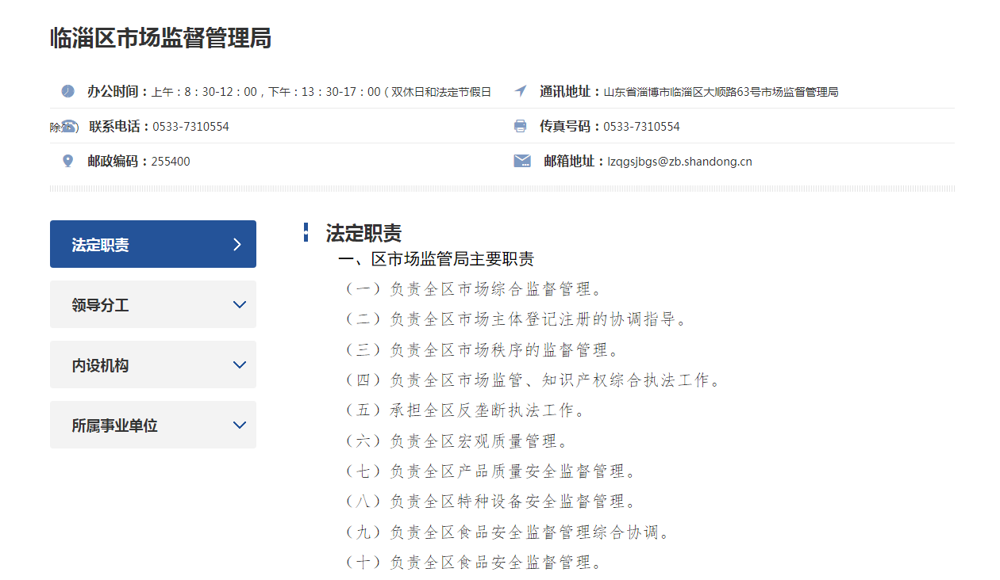 临淄区市场监督管理局
办公时间：上午：8：30-12：00，下午：13：30-17：00（双休日和法定节假日
除外）
通讯地址：山东省淄博市临淄区大顺路63号市场监督管理局
联系电话：0533-7310554
传真号码：0533-7310554
邮政编码：255400
邮箱地址：lzqgsjbgs@zb.shandong.cn
法定职责
领导分工
内设机构
所属事业单位
法定职责
一、区市场监管局主要职责
（一）负责全区市场综合监督管理。
（二）负责全区市场主体登记注册的协调指导。
（三）负责全区市场秩序的监督管理。
（四）负责全区市场监管、知识产权综合执法工作。
（五）承担全区反垄断执法工作。
（六）负责全区宏观质量管理。
（七）负责全区产品质量安全监督管理。
（八）负责全区特种设备安全监督管理。
（九）负责全区食品安全监督管理综合协调。
（十）负责全区食品安全监督管理。